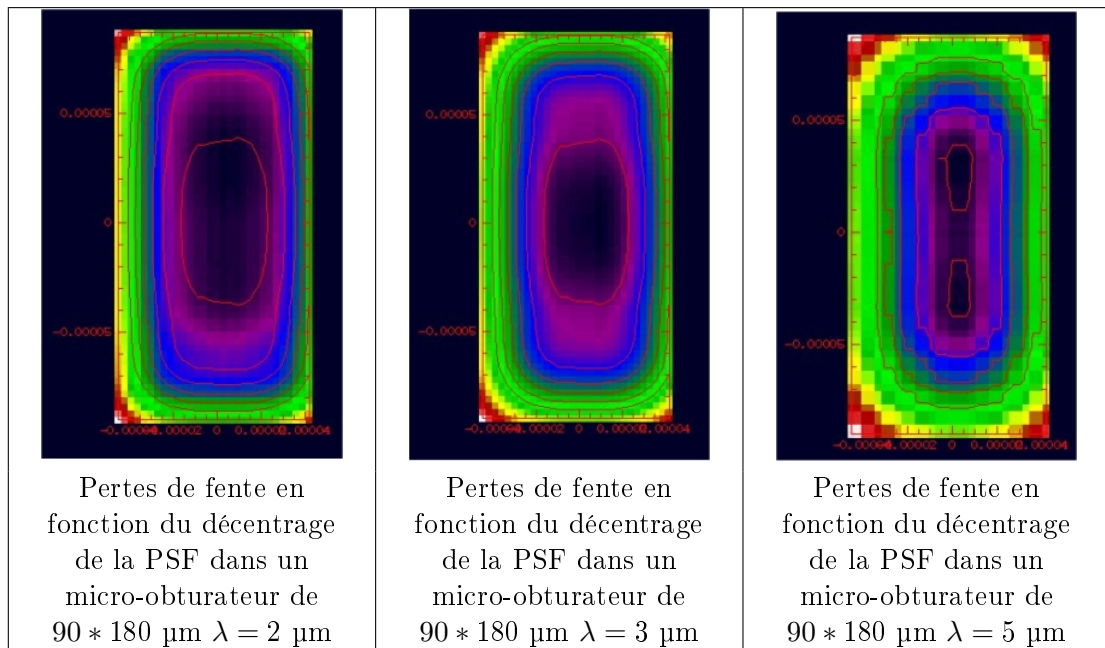 0.00005
0
-0.00005
0.00005
0
-0.00005
0.00005
0
-0.00005
Pertes de fente en
fonction du décentrage
de la PSF dans un
micro-obturateur de
90 * 180 µm λ = 2 µm
Pertes de fente en
fonction du décentrage
de la PSF dans un
micro-obturateur de
90 * 180 µm λ = 3 µm
Pertes de fente en
fonction du décentrage
de la PSF dans un
micro-obturateur de
90 * 180 µm λ = 5 µm